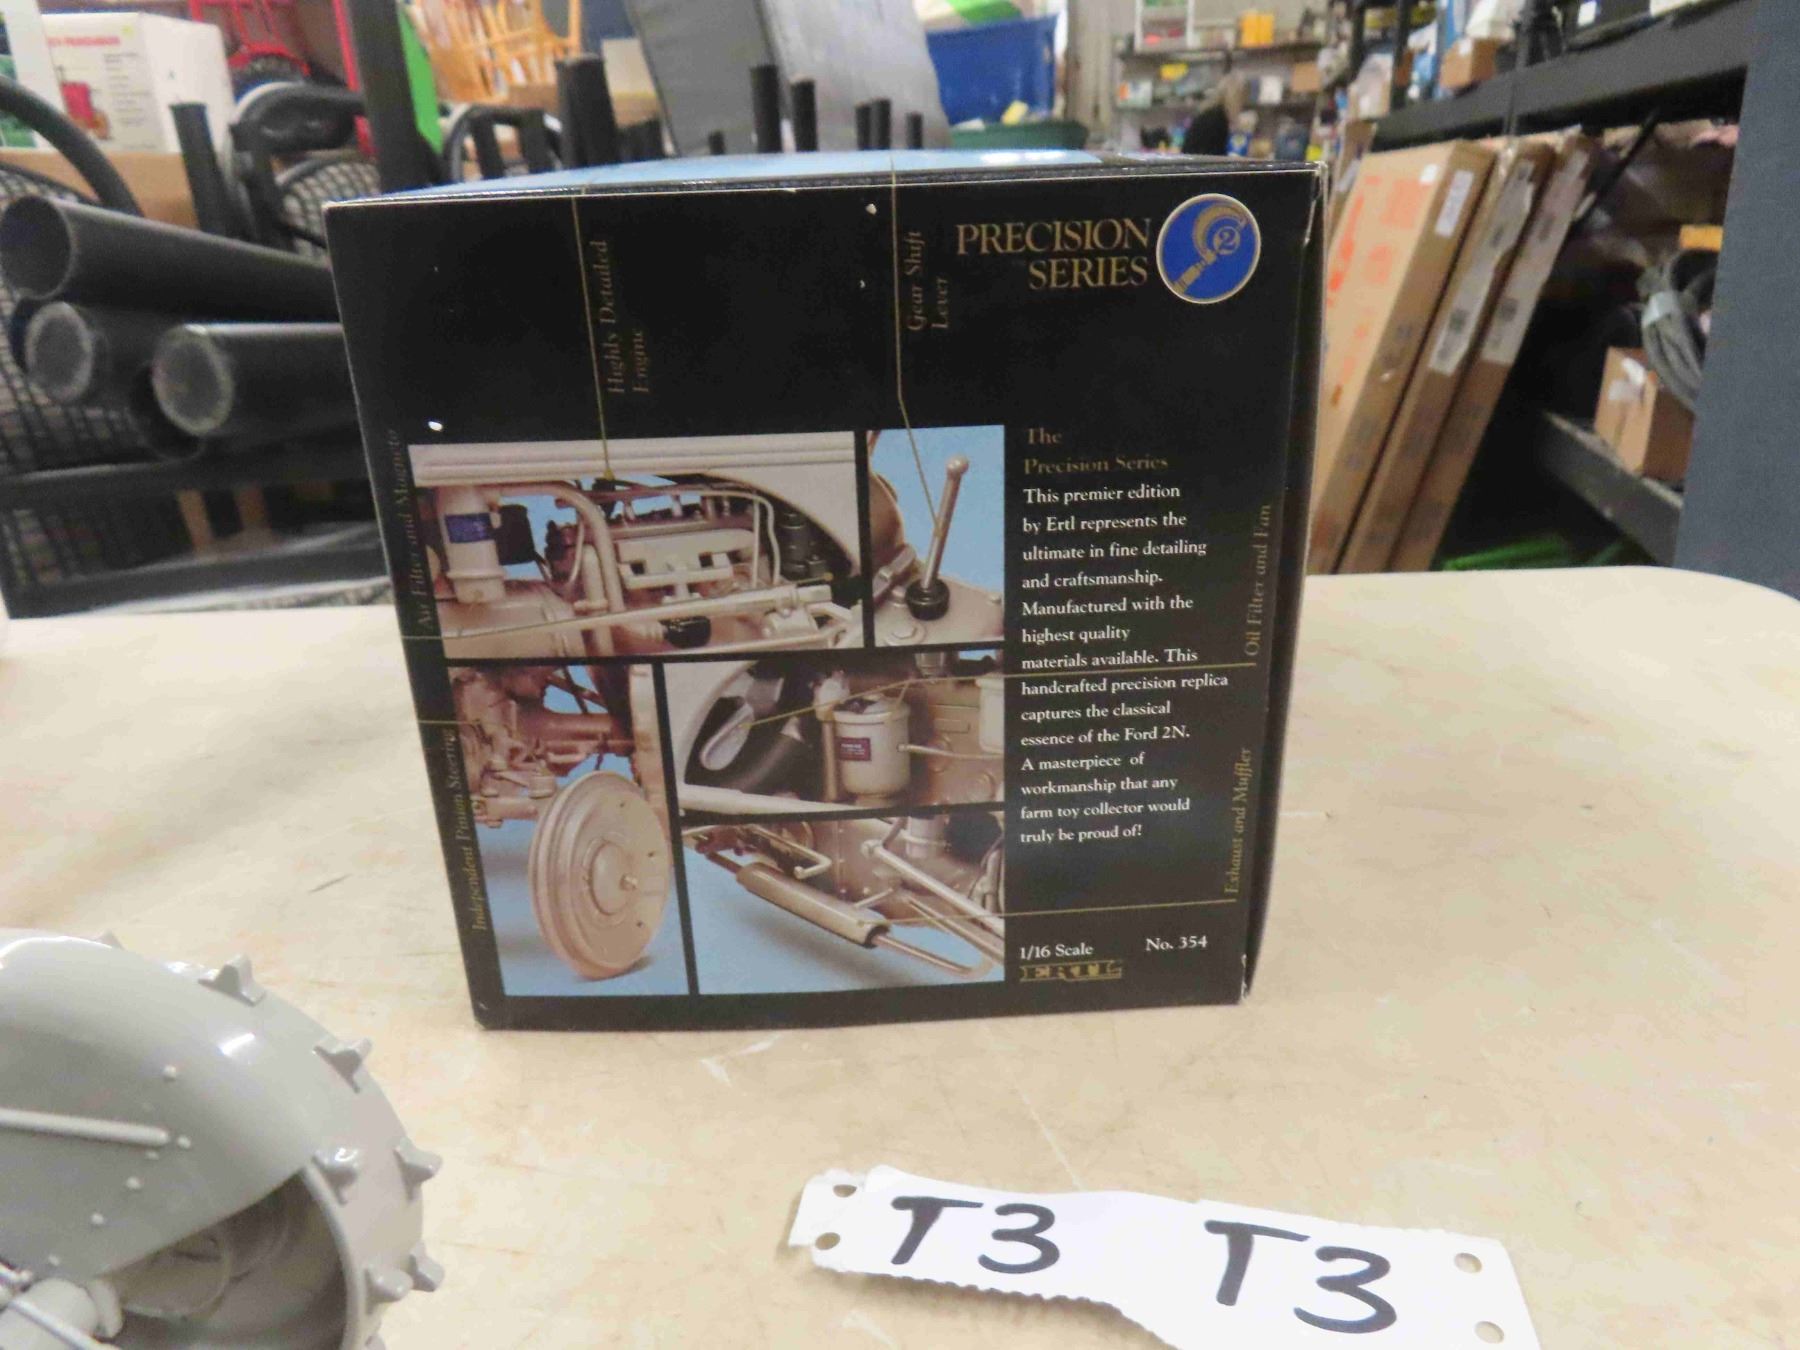 PRECISION
SERIES
2
Highly Detailed
Engine
Gear Shift
Lever
Air Filter and Magneto
Independent Pinion Steering
Oil Filter and Fan
Exhaust and Muffler
The
Precision Series
This premier edition
by Ertl represents the
ultimate in fine detailing
and craftsmanship.
Manufactured with the
highest quality
materials available. This
handcrafted precision replica
captures the classical
essence of the Ford 2N.
A masterpiece of
workmanship that any
farm toy collector would
truly be proud of!
1/16 Scale
No. 354
ERTL
T3 T3